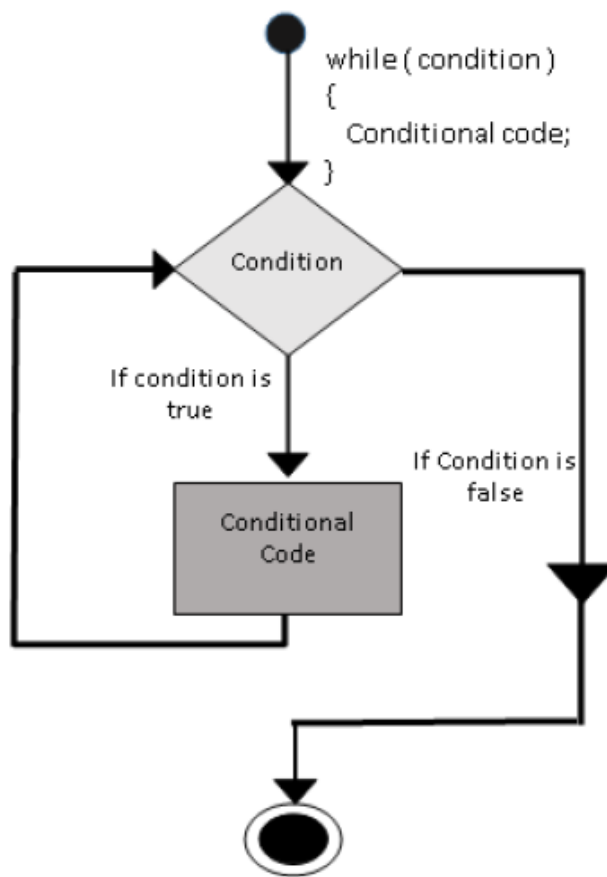 while ( condition )
{
Conditional code;
}
Condition
If condition is
true
If Condition is
false
Conditional
Code